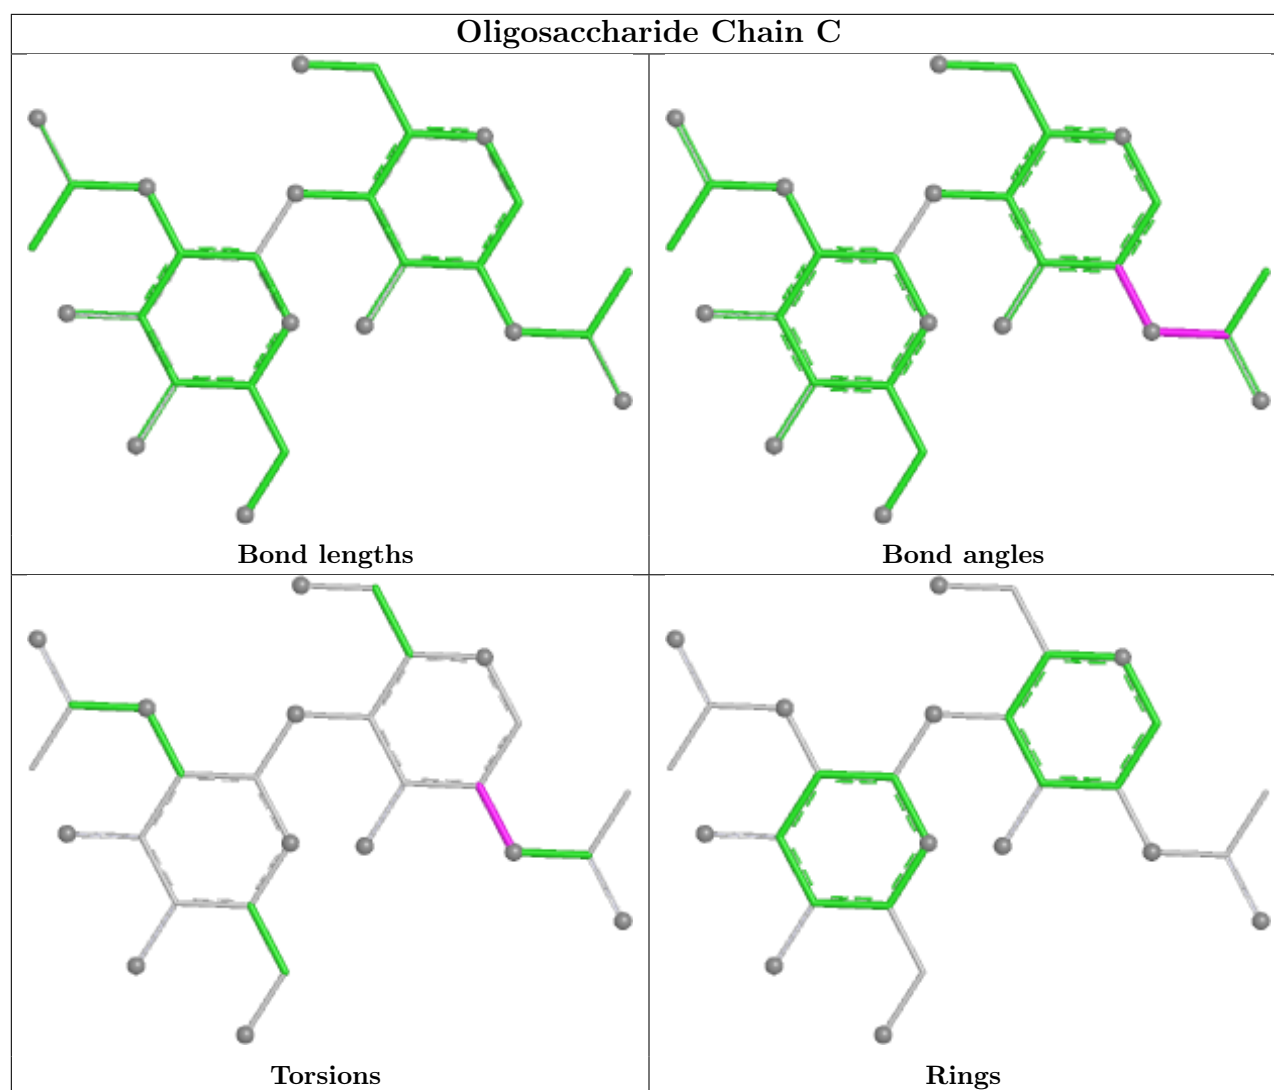 Oligosaccharide Chain C
Bond lengths
Bond angles
Torsions
Rings